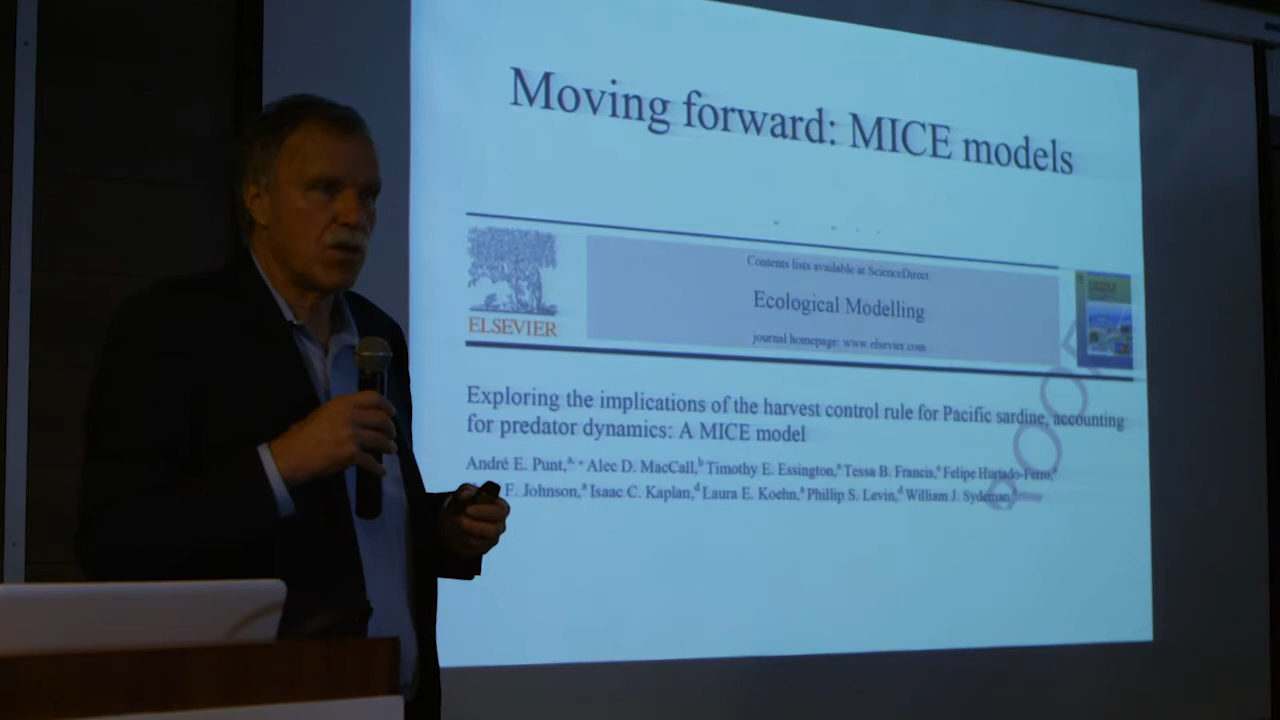 Moving forward: MICE models
Contents lists available at ScienceDirect
Ecological Modelling
journal homepage: www.elsevier.com
ELSEVIER
Exploring the implications of the harvest control rule for Pacific sardine, accounting
for predator dynamics: A MICE model
André E. Punt,a, * Alec D. MacCall,b Timothy E. Essington,a Tessa B. Francis,a Felipe Hurtado-Ferro,a
F. Johnson,a Isaac C. Kaplan,d Laura E. Koehn,a Phillip S. Levin,d William J. Sydeman